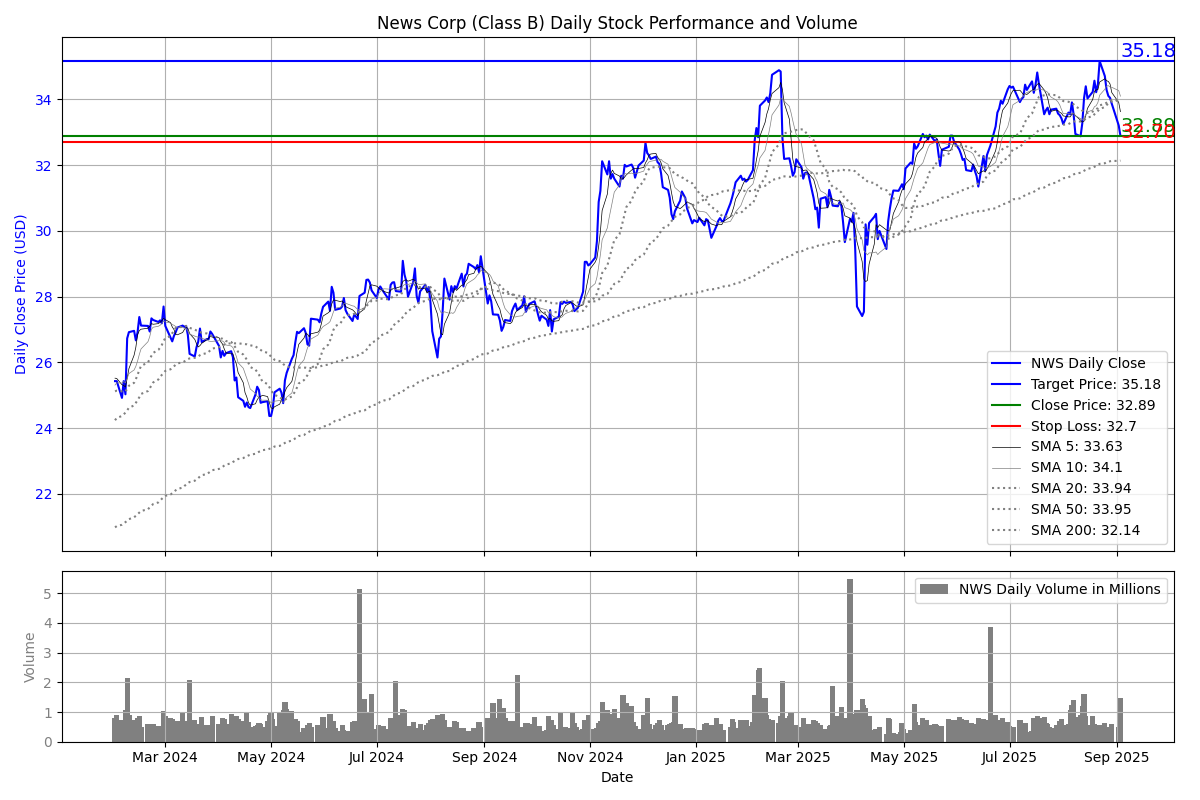 News Corp (Class B) Daily Stock Performance and Volume
35.18
34
32.89
32.70
32
30
28
26
24
22
Daily Close Price (USD)
NWS Daily Close
Target Price: 35.18
Close Price: 32.89
Stop Loss: 32.7
SMA 5: 33.63
SMA 10: 34.1
SMA 20: 33.94
SMA 50: 33.95
SMA 200: 32.14
NWS Daily Volume in Millions
5
4
3
2
1
0
Volume
Mar 2024 May 2024 Jul 2024 Sep 2024 Nov 2024 Jan 2025 Mar 2025 May 2025 Jul 2025 Sep 2025
Date